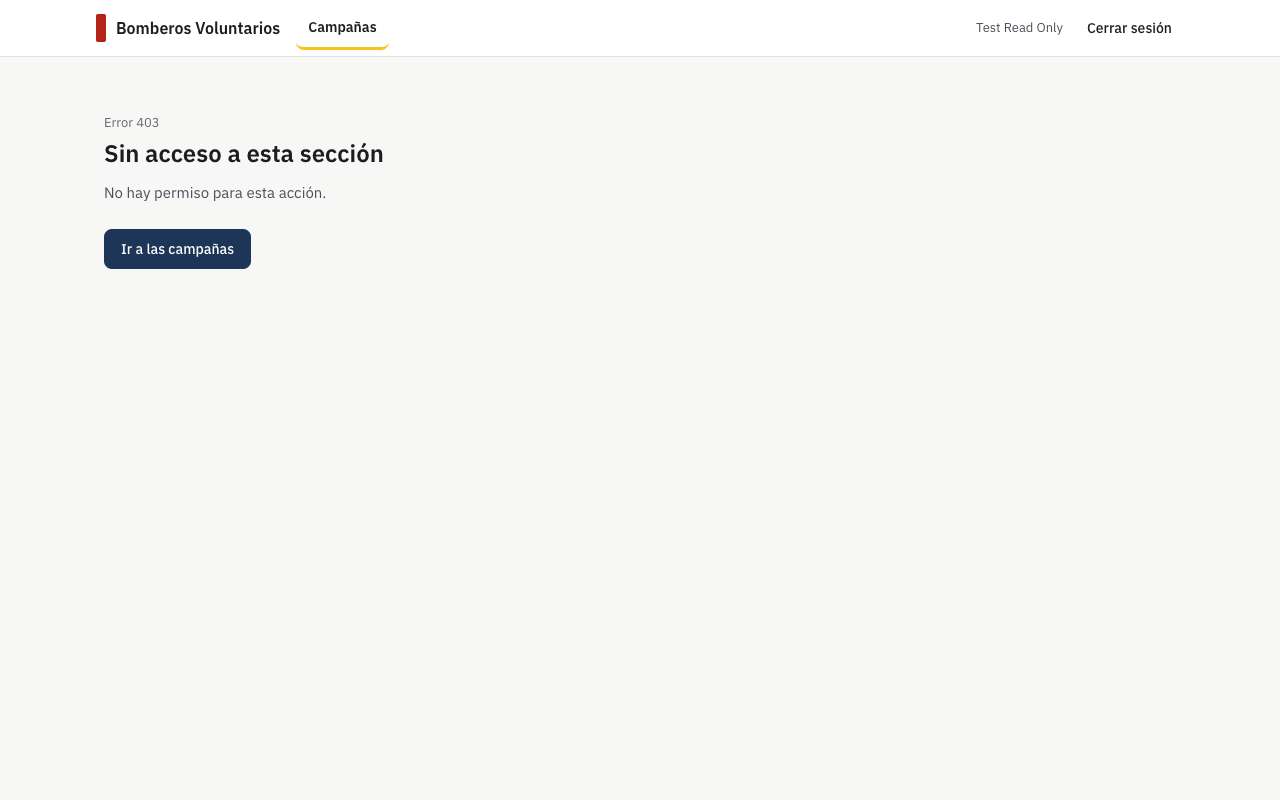 Bomberos Voluntarios
Campañas
Test Read Only
Cerrar sesión
Error 403
Sin acceso a esta sección
No hay permiso para esta acción.
Ir a las campañas